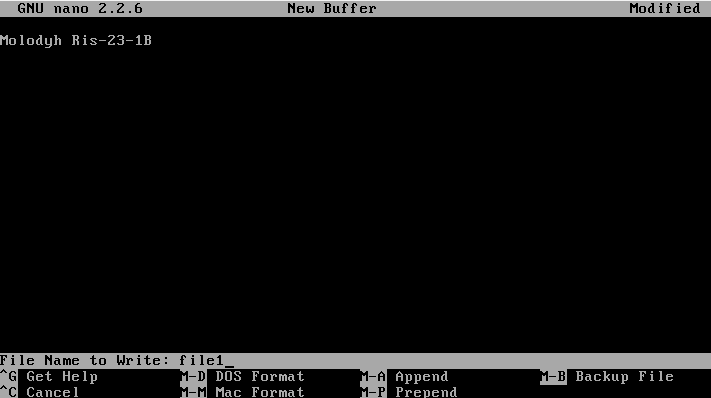 GNU nano 2.2.6 New Buffer Modified
Molodyh Ris-23-1B
File Name to Write: file1_
^G Get Help M-D DOS Format M-A Append M-B Backup File
^C Cancel M-M Mac Format M-P Prepend